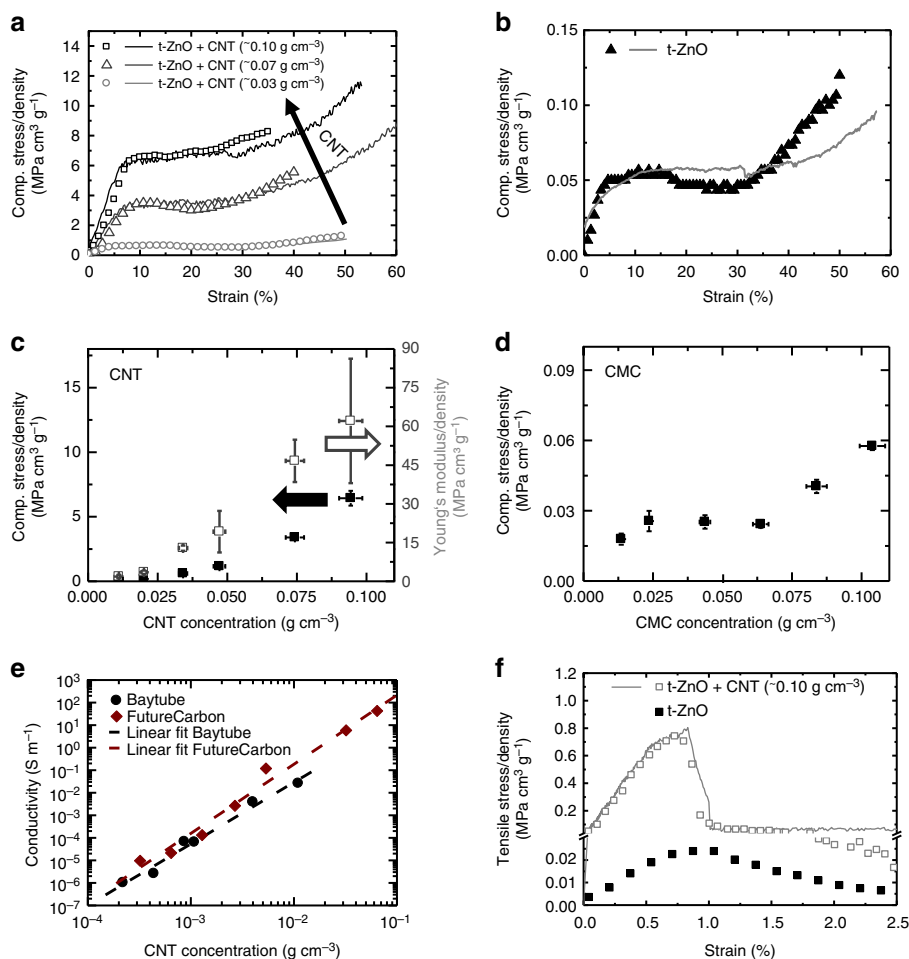 a
14
12
10
8
6
4
2
0
t-ZnO + CNT (~0.10 g cm⁻³)
t-ZnO + CNT (~0.07 g cm⁻³)
t-ZnO + CNT (~0.03 g cm⁻³)
CNT
0 10 20 30 40 50 60
Strain (%)
Comp. stress/density
(MPa cm³ g⁻¹)
b
0.15
0.10
0.05
0.00
t-ZnO
0 10 20 30 40 50 60
Strain (%)
Comp. stress/density
(MPa cm³ g⁻¹)
c
CNT
15
10
5
0
90
75
60
45
30
15
0
0.000 0.025 0.050 0.075 0.100
CNT concentration (g cm⁻³)
Comp. stress/density
(MPa cm³ g⁻¹)
Young's modulus/density
(MPa cm³ g⁻¹)
d
CMC
0.09
0.06
0.03
0.00
0.000 0.025 0.050 0.075 0.100
CMC concentration (g cm⁻³)
Comp. stress/density
(MPa cm³ g⁻¹)
e
10³
10²
10¹
10⁰
10⁻¹
10⁻²
10⁻³
10⁻⁴
10⁻⁵
10⁻⁶
10⁻⁷
Baytube
FutureCarbon
Linear fit Baytube
Linear fit FutureCarbon
10⁻⁴ 10⁻³ 10⁻² 10⁻¹
CNT concentration (g cm⁻³)
Conductivity (S m⁻¹)
f
1.2
1.0
0.8
0.6
0.4
0.2
0.02
0.01
0.00
t-ZnO + CNT (~0.10 g cm⁻³)
t-ZnO
0.0 0.5 1.0 1.5 2.0 2.5
Strain (%)
Tensile stress/density
(MPa cm³ g⁻¹)